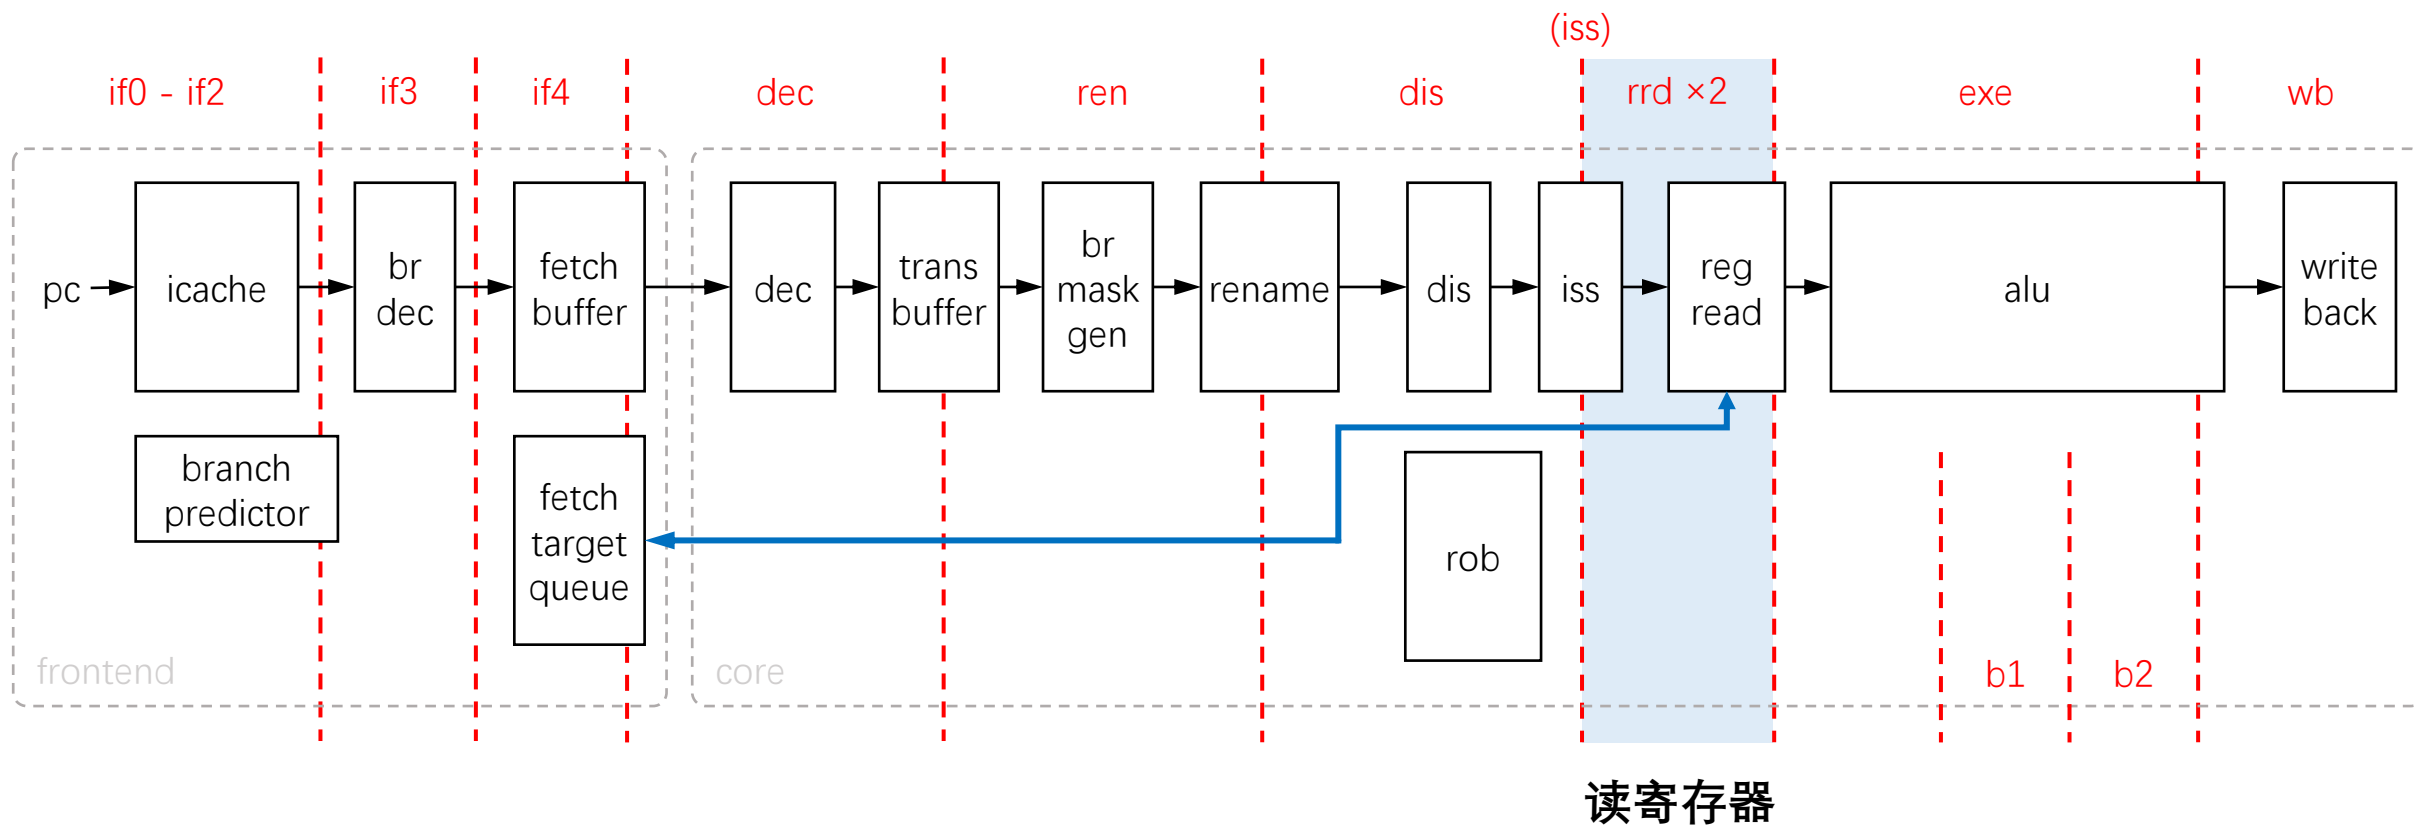 (iss)
if0 - if2
if3
if4
dec
ren
dis
rrd ×2
exe
wb
pc
icache
br
dec
fetch
buffer
dec
trans
buffer
br
mask
gen
rename
dis
iss
reg
read
alu
write
back
branch
predictor
fetch
target
queue
rob
frontend
core
b1
b2
读寄存器